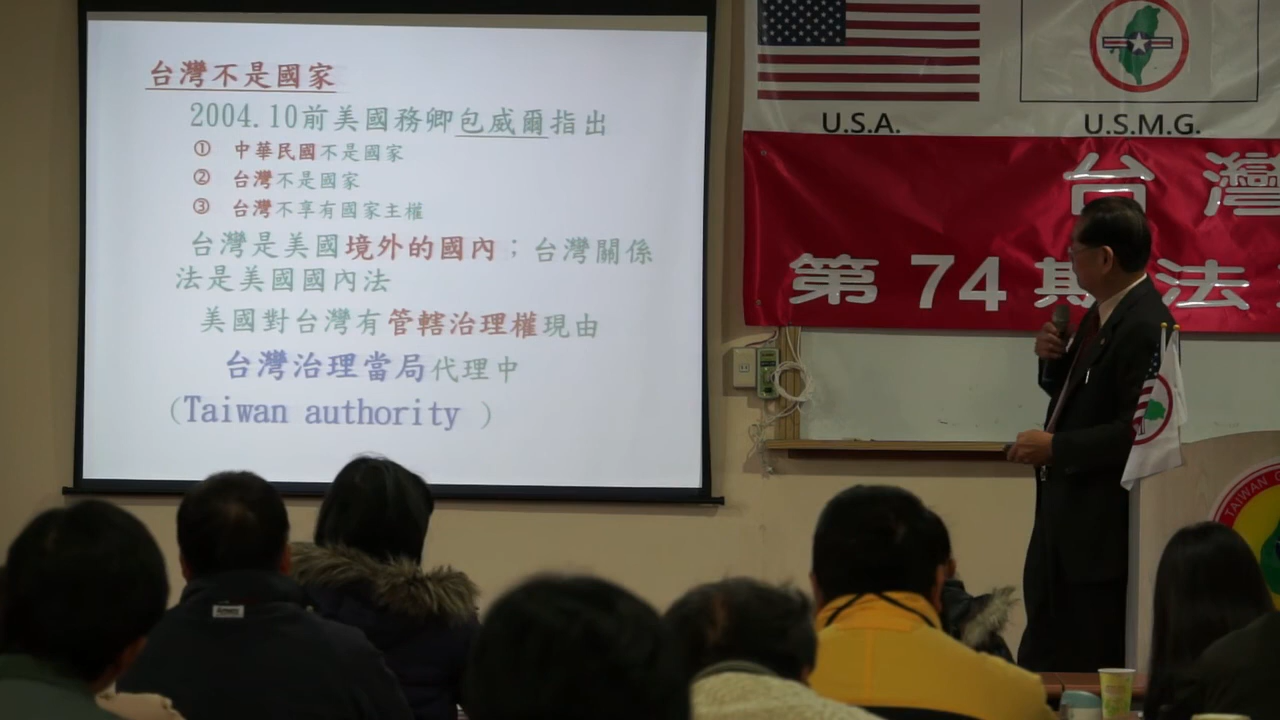 台灣不是國家
2004.10前美國務卿包威爾指出
① 中華民國不是國家
② 台灣不是國家
③ 台灣不享有國家主權
台灣是美國境外的國內；台灣關係
法是美國國內法
美國對台灣有管轄治理權現由
台灣治理當局代理中
(Taiwan authority )
U.S.A.
U.S.M.G.
台灣
第74期法
TAIWAN